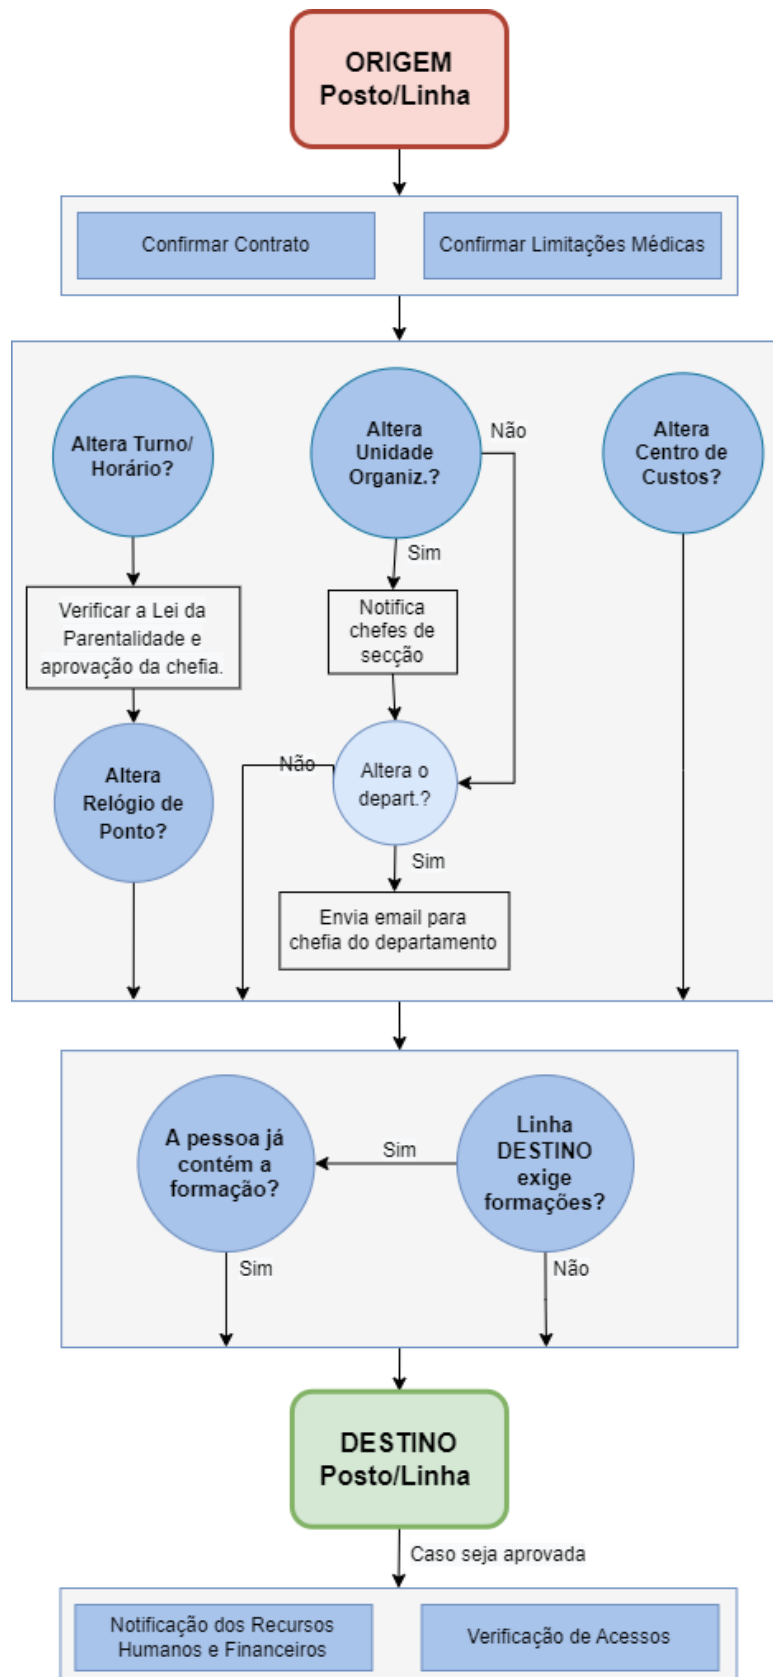 ORIGEM
Posto/Linha
Confirmar Contrato
Confirmar Limitações Médicas
Altera Turno/
Horário?
Altera
Unidade
Organiz.?
Não
Altera
Centro de
Custos?
Sim
Verificar a Lei da
Parentalidade e
aprovação da chefia.
Notifica
chefes de
secção
Altera
Relógio de
Ponto?
Não
Altera o
depart.?
Sim
Envia email para
chefia do departamento
A pessoa já
contém a
formação?
Sim
Linha
DESTINO
exige
formações?
Sim
Não
DESTINO
Posto/Linha
Caso seja aprovada
Notificação dos Recursos
Humanos e Financeiros
Verificação de Acessos